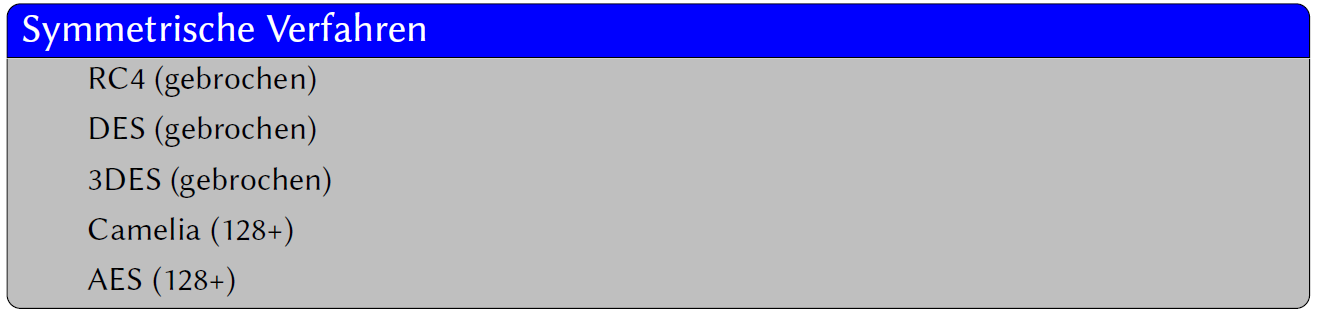 Symmetrische Verfahren
RC4 (gebrochen)
DES (gebrochen)
3DES (gebrochen)
Camelia (128+)
AES (128+)